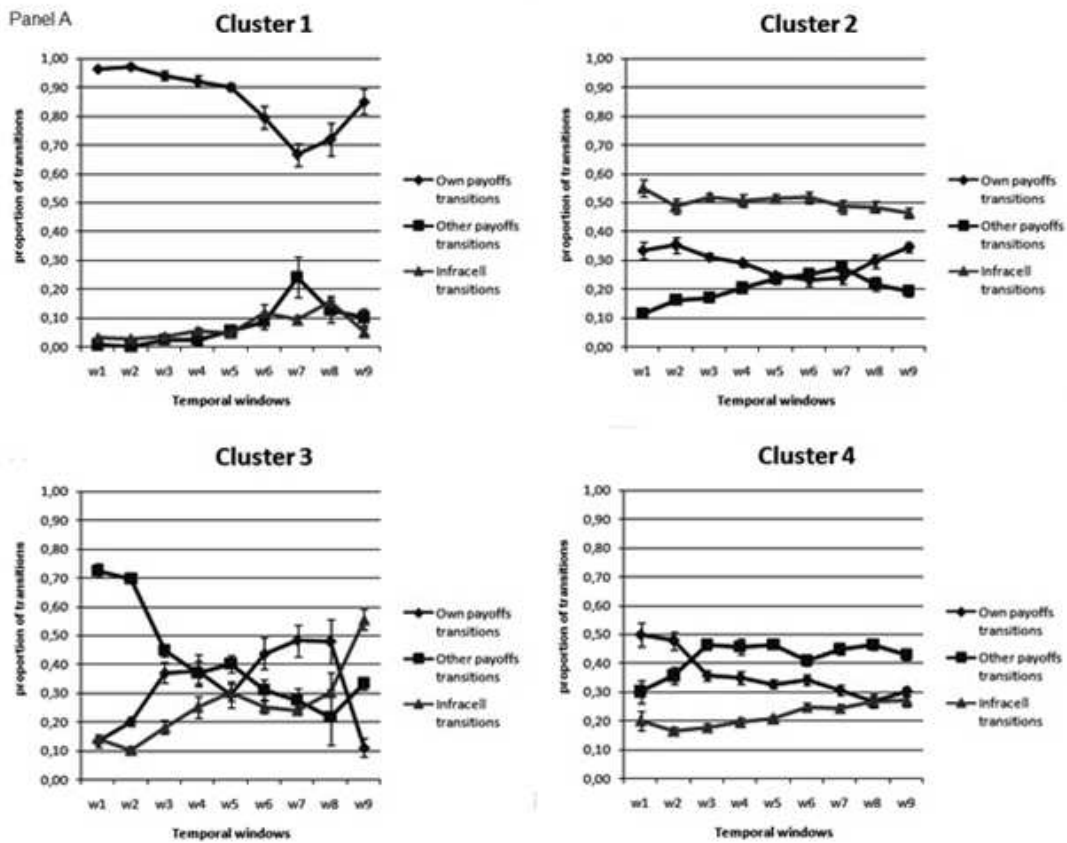 Panel A
Cluster 1
proportion of transitions
1,00
0,90
0,80
0,70
0,60
0,50
0,40
0,30
0,20
0,10
0,00
w1 w2 w3 w4 w5 w6 w7 w8 w9
Temporal windows
Own payoffs
transitions
Other payoffs
transitions
Infracell
transitions
Cluster 2
proportion of transitions
1,00
0,90
0,80
0,70
0,60
0,50
0,40
0,30
0,20
0,10
0,00
w1 w2 w3 w4 w5 w6 w7 w8 w9
Temporal windows
Own payoffs
transitions
Other payoffs
transitions
Infracell
transitions
Cluster 3
proportion of transitions
1,00
0,90
0,80
0,70
0,60
0,50
0,40
0,30
0,20
0,10
0,00
w1 w2 w3 w4 w5 w6 w7 w8 w9
Temporal windows
Own payoffs
transitions
Other payoffs
transitions
Infracell
transitions
Cluster 4
proportion of transitions
1,00
0,90
0,80
0,70
0,60
0,50
0,40
0,30
0,20
0,10
0,00
w1 w2 w3 w4 w5 w6 w7 w8 w9
Temporal windows
Own payoffs
transitions
Other payoffs
transitions
Infracell
transitions